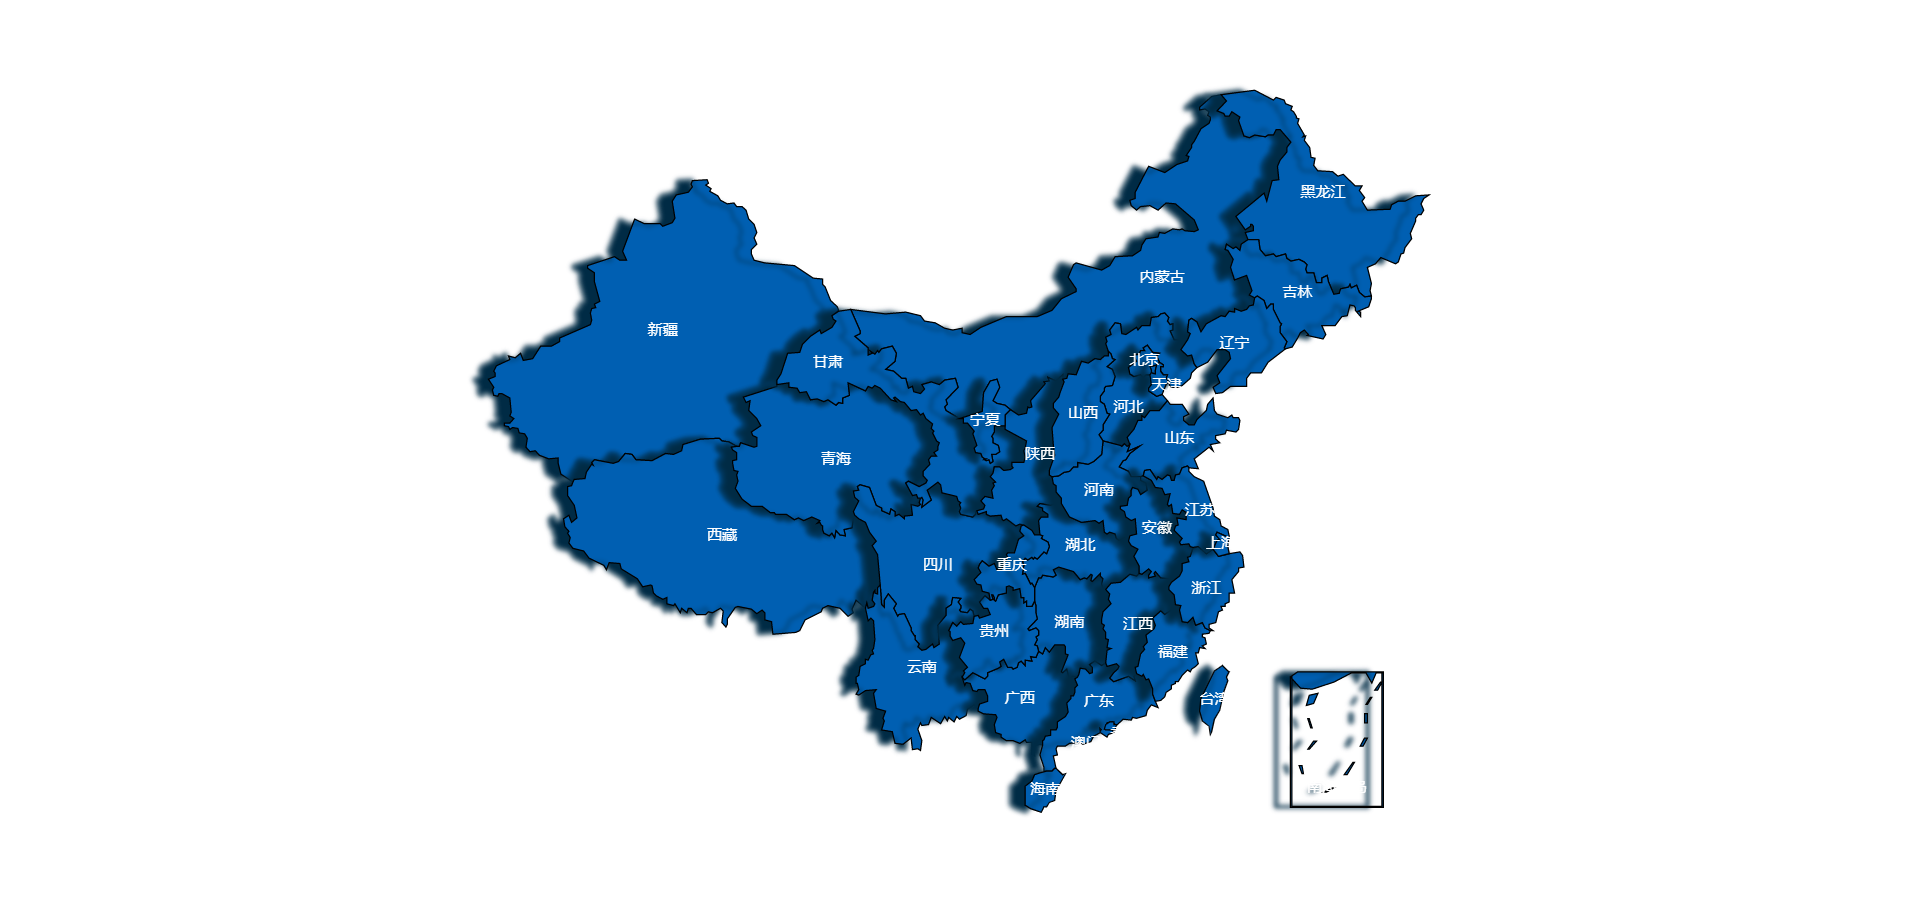 黑龙江
内蒙古
吉林
新疆
辽宁
北京
甘肃
天津
河北
山西
宁夏
山东
陕西
青海
河南
江苏
安徽
西藏
上海
湖北
四川
重庆
浙江
湖南
江西
贵州
福建
云南
广西
台湾
广东
澳门
海南